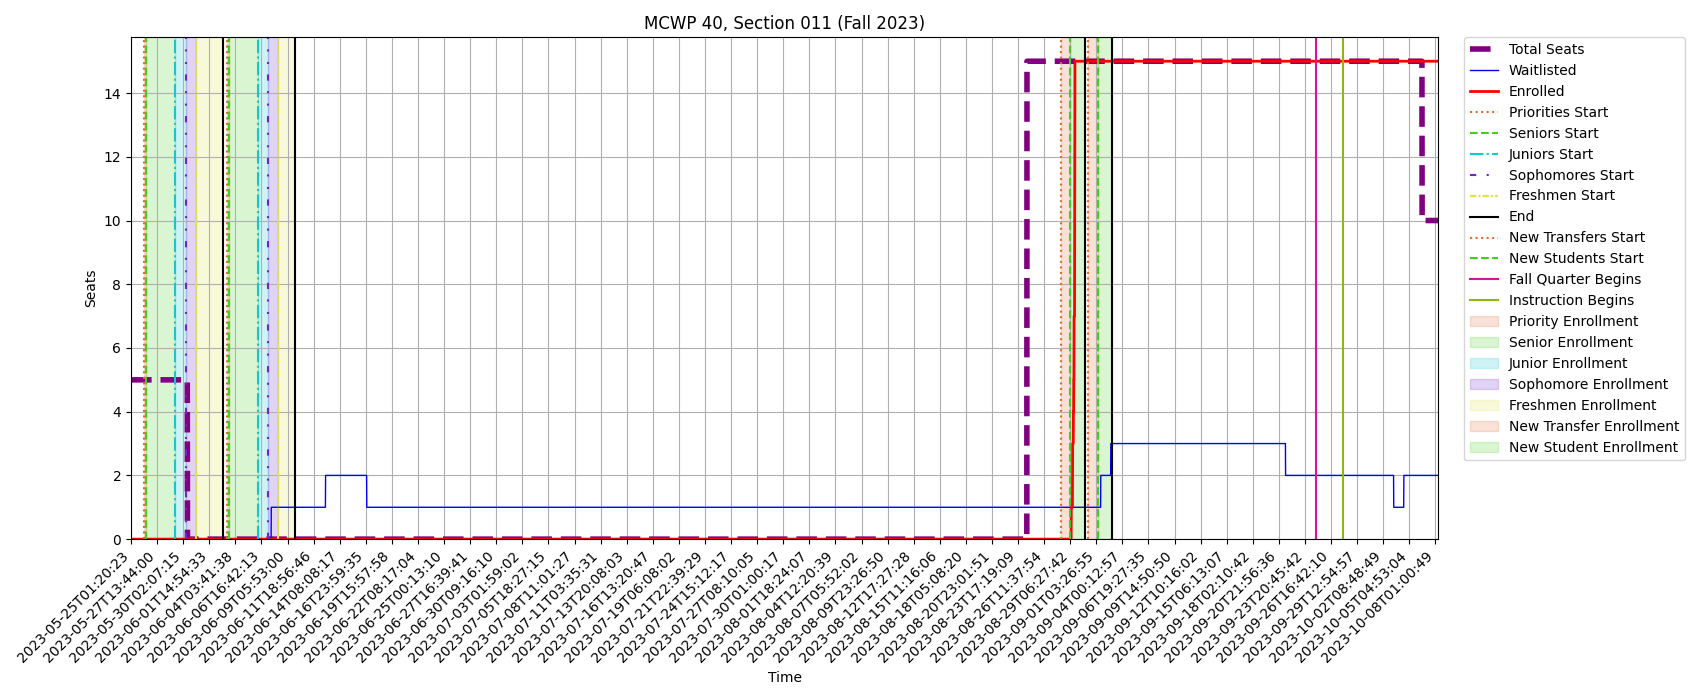 MCWP 40, Section 011 (Fall 2023)
Seats
14
12
10
8
6
4
2
0
2023-05-25T01:20:23
2023-05-27T13:44:00
2023-05-30T02:07:15
2023-06-01T14:54:33
2023-06-04T03:41:38
2023-06-06T16:42:13
2023-06-09T05:53:00
2023-06-11T18:56:46
2023-06-14T08:08:17
2023-06-16T23:59:35
2023-06-19T15:57:58
2023-06-22T08:17:04
2023-06-25T00:13:10
2023-06-27T16:39:41
2023-06-30T09:16:10
2023-07-03T01:59:02
2023-07-05T18:27:15
2023-07-08T11:01:27
2023-07-11T03:35:31
2023-07-13T20:08:03
2023-07-16T13:20:47
2023-07-19T06:08:02
2023-07-21T22:39:29
2023-07-24T15:12:17
2023-07-27T08:10:05
2023-07-30T01:00:17
2023-08-01T18:24:07
2023-08-04T12:20:39
2023-08-07T05:52:02
2023-08-09T23:26:50
2023-08-12T17:27:28
2023-08-15T11:16:06
2023-08-18T05:08:20
2023-08-20T23:01:51
2023-08-23T17:19:05
2023-08-26T11:37:54
2023-08-29T06:27:42
2023-09-01T03:26:55
2023-09-04T00:12:57
2023-09-06T19:27:35
2023-09-09T14:50:50
2023-09-12T10:16:02
2023-09-15T06:13:07
2023-09-18T02:10:42
2023-09-20T21:56:36
2023-09-23T20:45:42
2023-09-26T16:42:10
2023-09-29T12:54:57
2023-10-02T08:48:49
2023-10-05T04:53:04
2023-10-08T01:00:49
Time
Total Seats
Waitlisted
Enrolled
Priorities Start
Seniors Start
Juniors Start
Sophomores Start
Freshmen Start
End
New Transfers Start
New Students Start
Fall Quarter Begins
Instruction Begins
Priority Enrollment
Senior Enrollment
Junior Enrollment
Sophomore Enrollment
Freshmen Enrollment
New Transfer Enrollment
New Student Enrollment